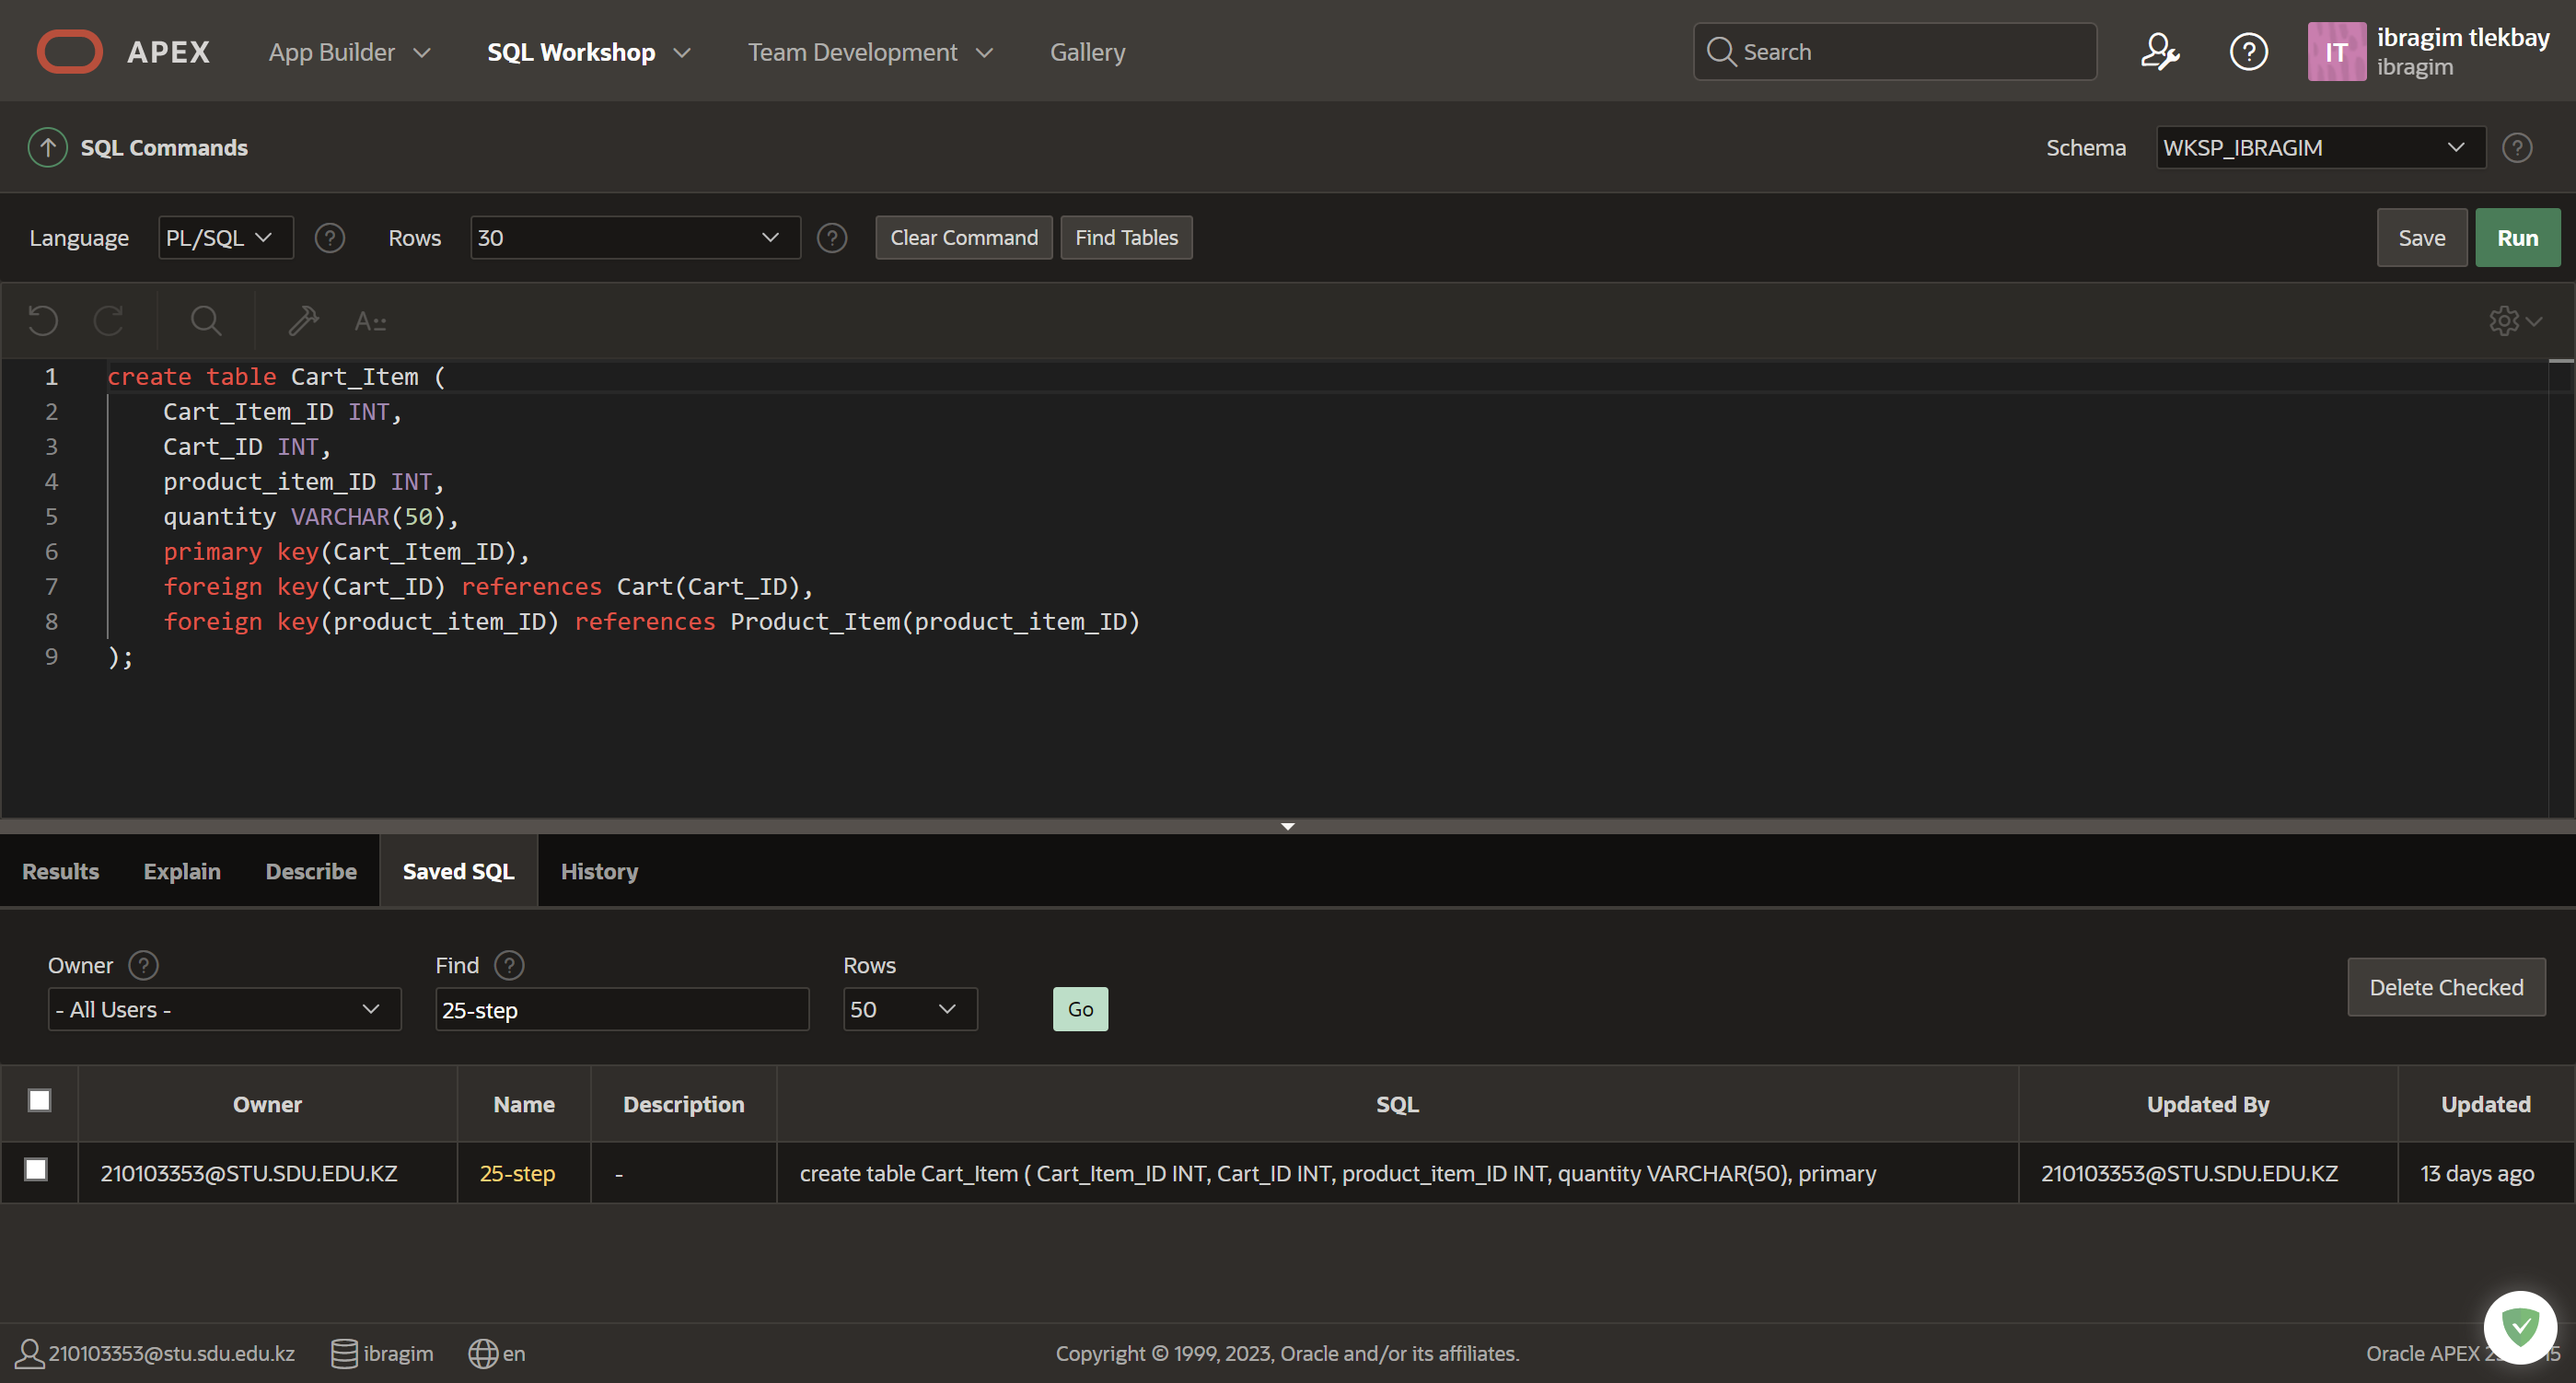 APEX App Builder SQL Workshop Team Development Gallery Search IT ibragim tlekbay
ibragim
SQL Commands Schema WKSP_IBRAGIM
Language PL/SQL Rows 30 Clear Command Find Tables Save Run
1 create table Cart_Item (
2 Cart_Item_ID INT,
3 Cart_ID INT,
4 product_item_ID INT,
5 quantity VARCHAR(50),
6 primary key(Cart_Item_ID),
7 foreign key(Cart_ID) references Cart(Cart_ID),
8 foreign key(product_item_ID) references Product_Item(product_item_ID)
9 );
Results Explain Describe Saved SQL History
Owner Find Rows
- All Users - 25-step 50 Go Delete Checked
Owner Name Description SQL Updated By Updated
210103353@STU.SDU.EDU.KZ 25-step - create table Cart_Item ( Cart_Item_ID INT, Cart_ID INT, product_item_ID INT, quantity VARCHAR(50), primary 210103353@STU.SDU.EDU.KZ 13 days ago
210103353@stu.sdu.edu.kz ibragim en Copyright © 1999, 2023, Oracle and/or its affiliates. Oracle APEX